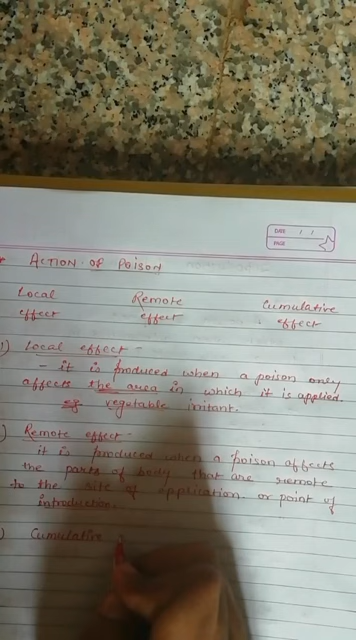 DATE / /
PAGE
ACTION OF POISON
Local Remote Cumulative
effect effect effect
1) Local effect -
- it is produced when a poison only
affects the area in which it is applied.
eg vegetable irritant.
) Remote effect -
it is produced when a poison affects
the parts of body that are remote
to the site of application or point of
introduction.
) Cumulative